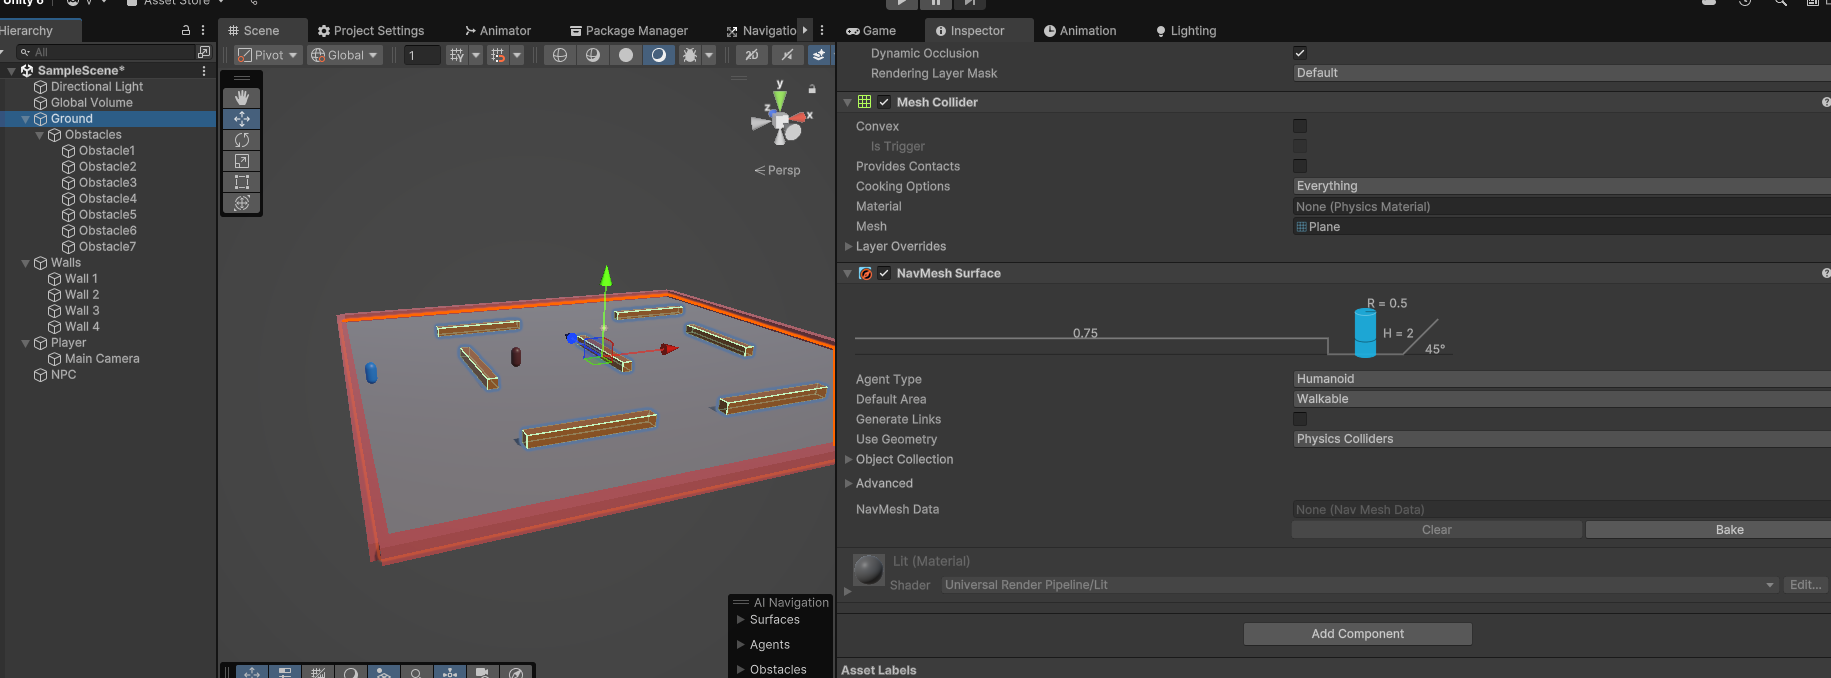 Unity 6
Asset Store
Hierarchy
Scene
Project Settings
Animator
Package Manager
Navigatio
Game
Inspector
Animation
Lighting
All
Pivot
Global
1
2D
SampleScene*
Directional Light
Global Volume
Ground
Obstacles
Obstacle1
Obstacle2
Obstacle3
Obstacle4
Obstacle5
Obstacle6
Obstacle7
Walls
Wall 1
Wall 2
Wall 3
Wall 4
Player
Main Camera
NPC
y
z
x
Persp
AI Navigation
Surfaces
Agents
Obstacles
Dynamic Occlusion
Rendering Layer Mask
Default
Mesh Collider
Convex
Is Trigger
Provides Contacts
Cooking Options
Everything
Material
None (Physics Material)
Mesh
Plane
Layer Overrides
NavMesh Surface
R = 0.5
0.75
H = 2
45°
Agent Type
Humanoid
Default Area
Walkable
Generate Links
Use Geometry
Physics Colliders
Object Collection
Advanced
NavMesh Data
None (Nav Mesh Data)
Clear
Bake
Lit (Material)
Shader
Universal Render Pipeline/Lit
Edit...
Add Component
Asset Labels